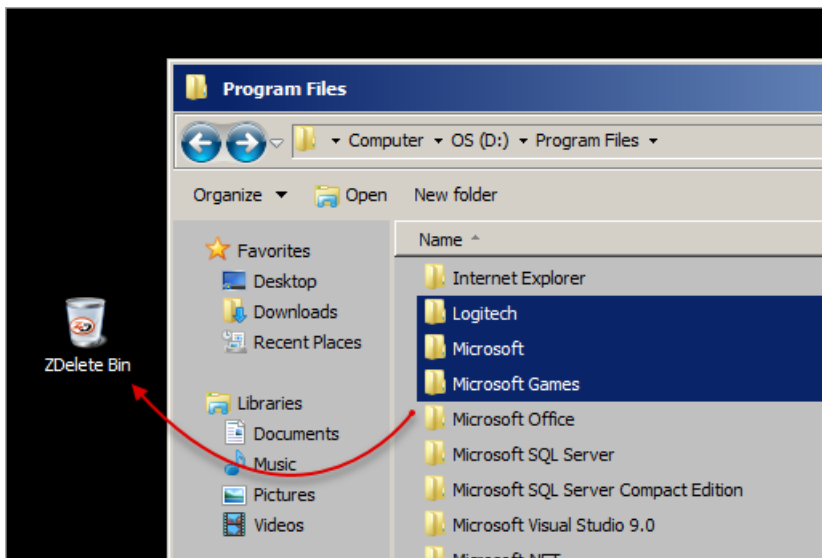 Program Files
Computer OS (D:) Program Files
Organize Open New folder
Name
Favorites
Desktop
Downloads
Recent Places
Libraries
Documents
Music
Pictures
Videos
Internet Explorer
Logitech
Microsoft
Microsoft Games
Microsoft Office
Microsoft SQL Server
Microsoft SQL Server Compact Edition
Microsoft Visual Studio 9.0
Microsoft.NET
ZDelete Bin